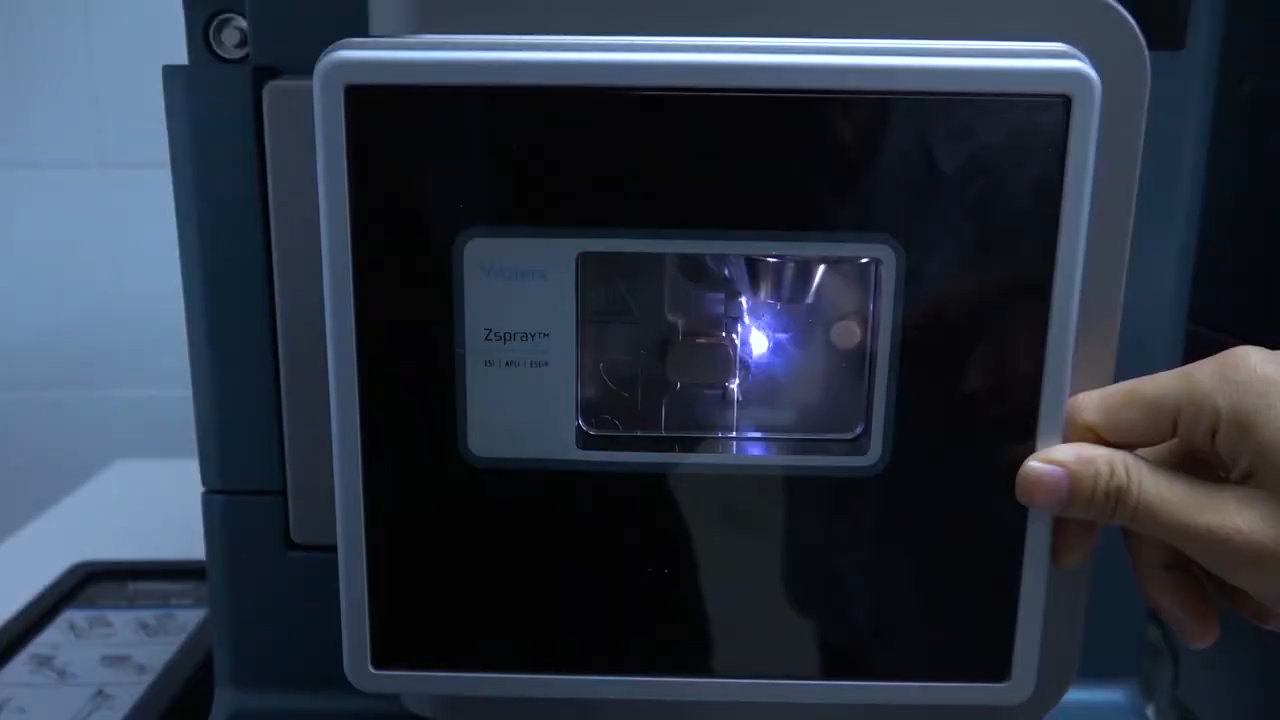 Waters
Zspray™
ESI | APCI | ESCi®